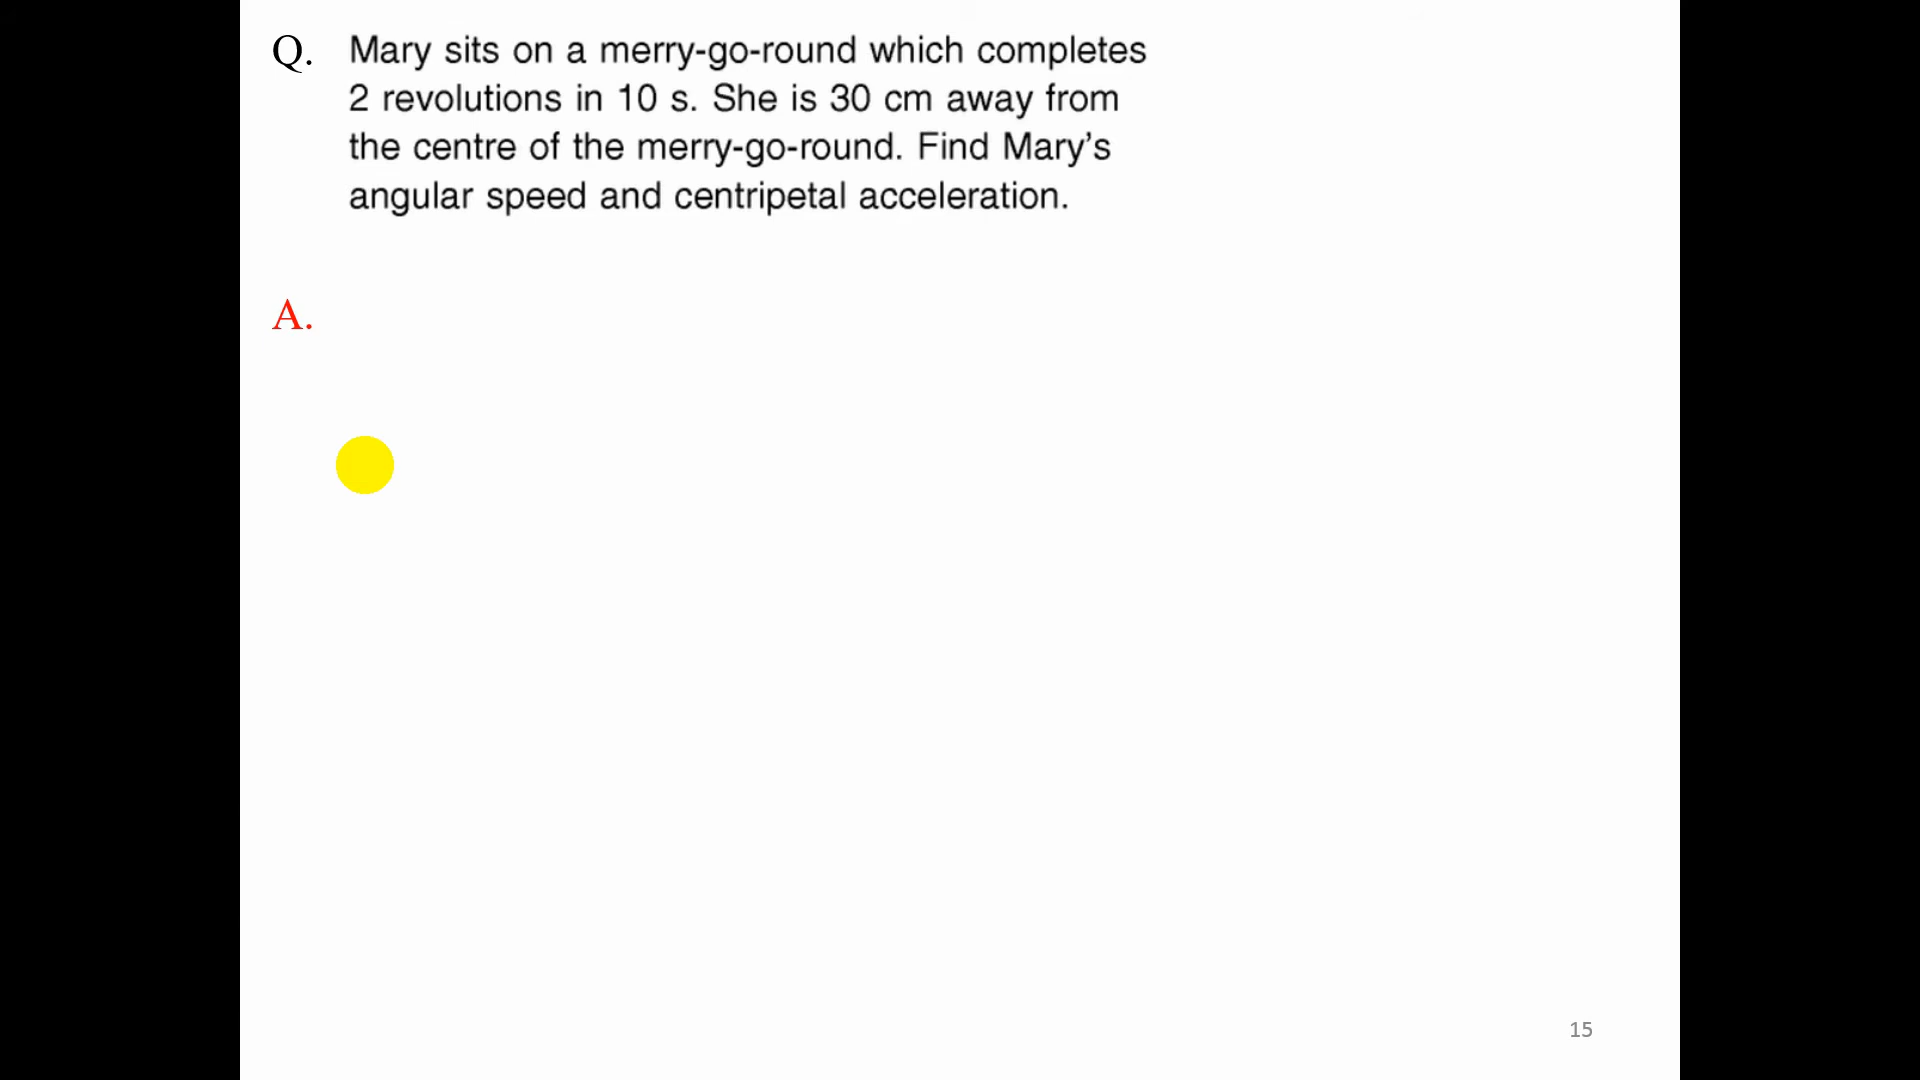 Q. Mary sits on a merry-go-round which completes
2 revolutions in 10 s. She is 30 cm away from
the centre of the merry-go-round. Find Mary’s
angular speed and centripetal acceleration.
A.
15